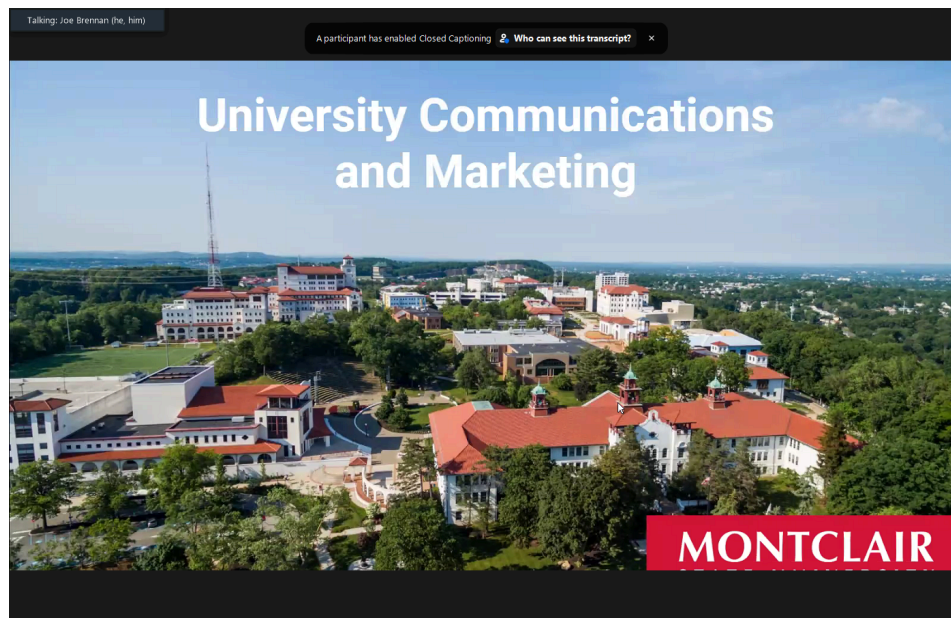 Talking: Joe Brennan (he, him)
A participant has enabled Closed Captioning Who can see this transcript? ×
University Communications
and Marketing
MONTCLAIR